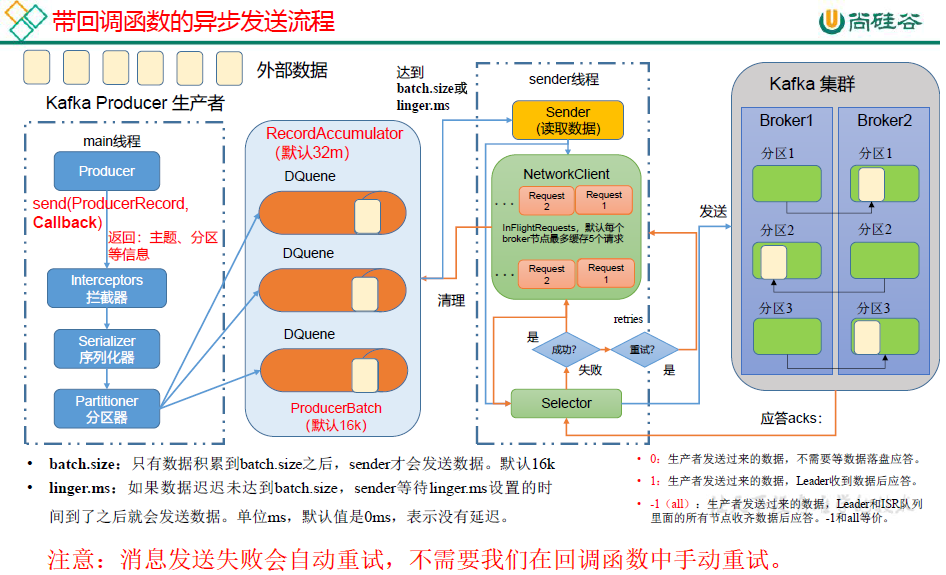 带回调函数的异步发送流程
尚硅谷
外部数据
Kafka Producer 生产者
main线程
Producer
send(ProducerRecord,
Callback)
返回：主题、分区
等信息
Interceptors
拦截器
Serializer
序列化器
Partitioner
分区器
RecordAccumulator
（默认32m）
DQuene
DQuene
DQuene
ProducerBatch
（默认16k）
达到
batch.size或
linger.ms
清理
sender线程
Sender
(读取数据)
NetworkClient
...
Request
2
Request
1
InFlightRequests，默认每个
broker节点最多缓存5个请求
...
Request
2
Request
1
retries
是
成功?
失败
重试?
是
Selector
发送
Kafka 集群
Broker1
分区1
分区2
分区3
Broker2
分区1
分区2
分区3
应答acks：
• batch.size：只有数据积累到batch.size之后，sender才会发送数据。默认16k
• linger.ms：如果数据迟迟未达到batch.size，sender等待linger.ms设置的时
间到了之后就会发送数据。单位ms，默认值是0ms，表示没有延迟。
• 0：生产者发送过来的数据，不需要等数据落盘应答。
• 1：生产者发送过来的数据，Leader收到数据后应答。
• -1（all）：生产者发送过来的数据，Leader和ISR队列
里面的所有节点收齐数据后应答。-1和all等价。
注意：消息发送失败会自动重试，不需要我们在回调函数中手动重试。